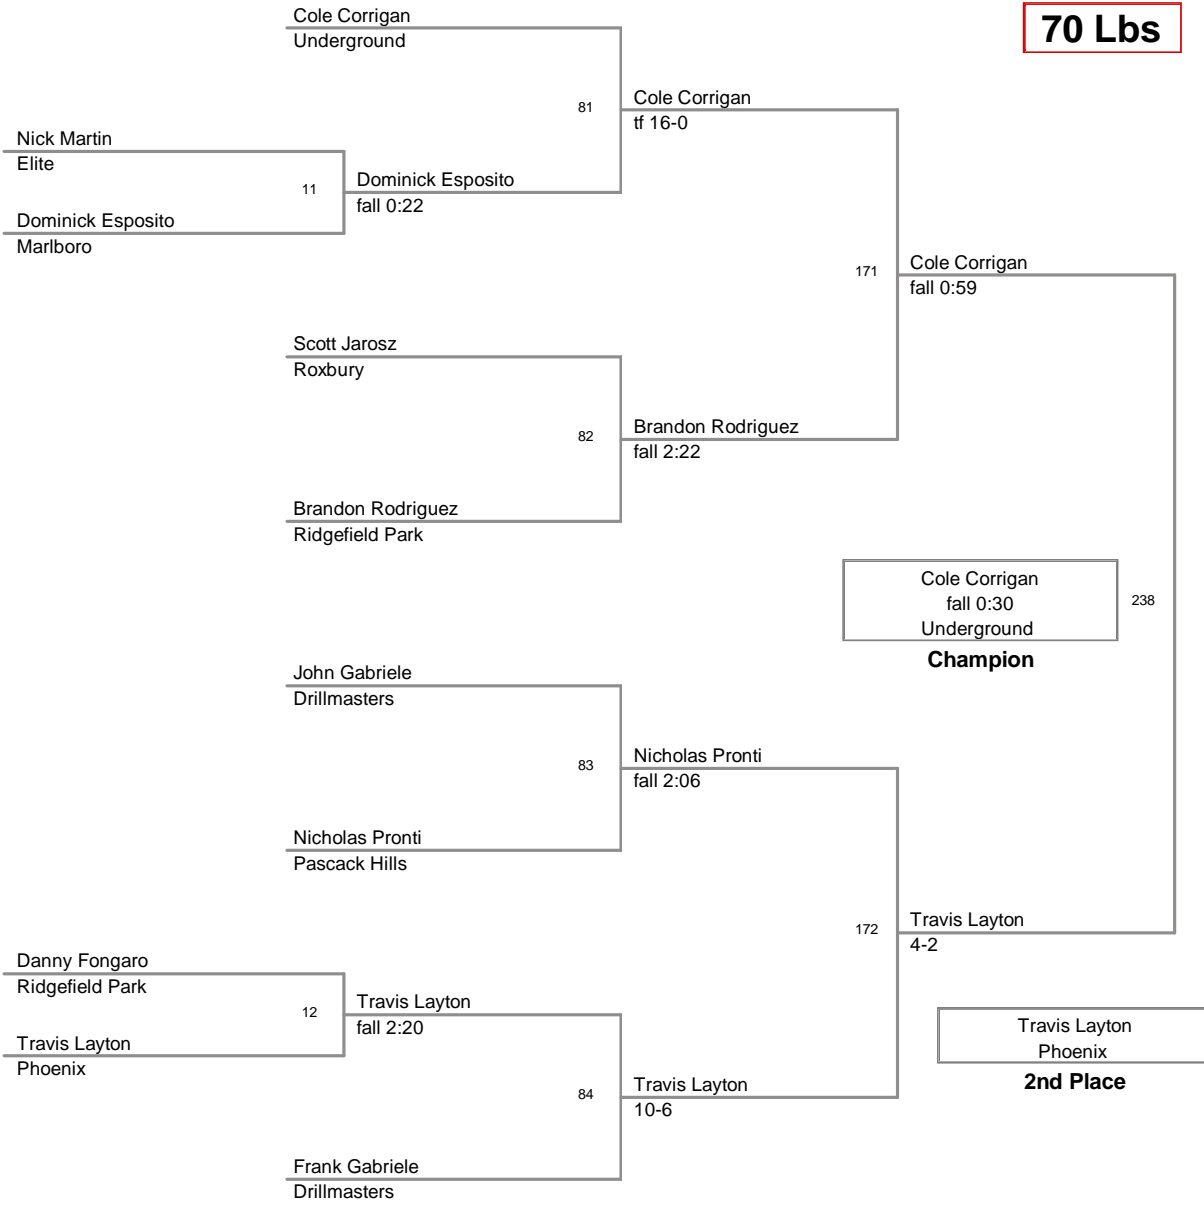 Cole Corrigan
Underground
70 Lbs
81
Cole Corrigan
tf 16-0
Nick Martin
Elite
11
Dominick Esposito
fall 0:22
Dominick Esposito
Marlboro
171
Cole Corrigan
fall 0:59
Scott Jarosz
Roxbury
82
Brandon Rodriguez
fall 2:22
Brandon Rodriguez
Ridgefield Park
Cole Corrigan
fall 0:30
Underground
238
Champion
John Gabriele
Drillmasters
83
Nicholas Pronti
fall 2:06
Nicholas Pronti
Pascack Hills
172
Travis Layton
4-2
Danny Fongaro
Ridgefield Park
12
Travis Layton
fall 2:20
Travis Layton
Phoenix
Travis Layton
Phoenix
2nd Place
84
Travis Layton
10-6
Frank Gabriele
Drillmasters